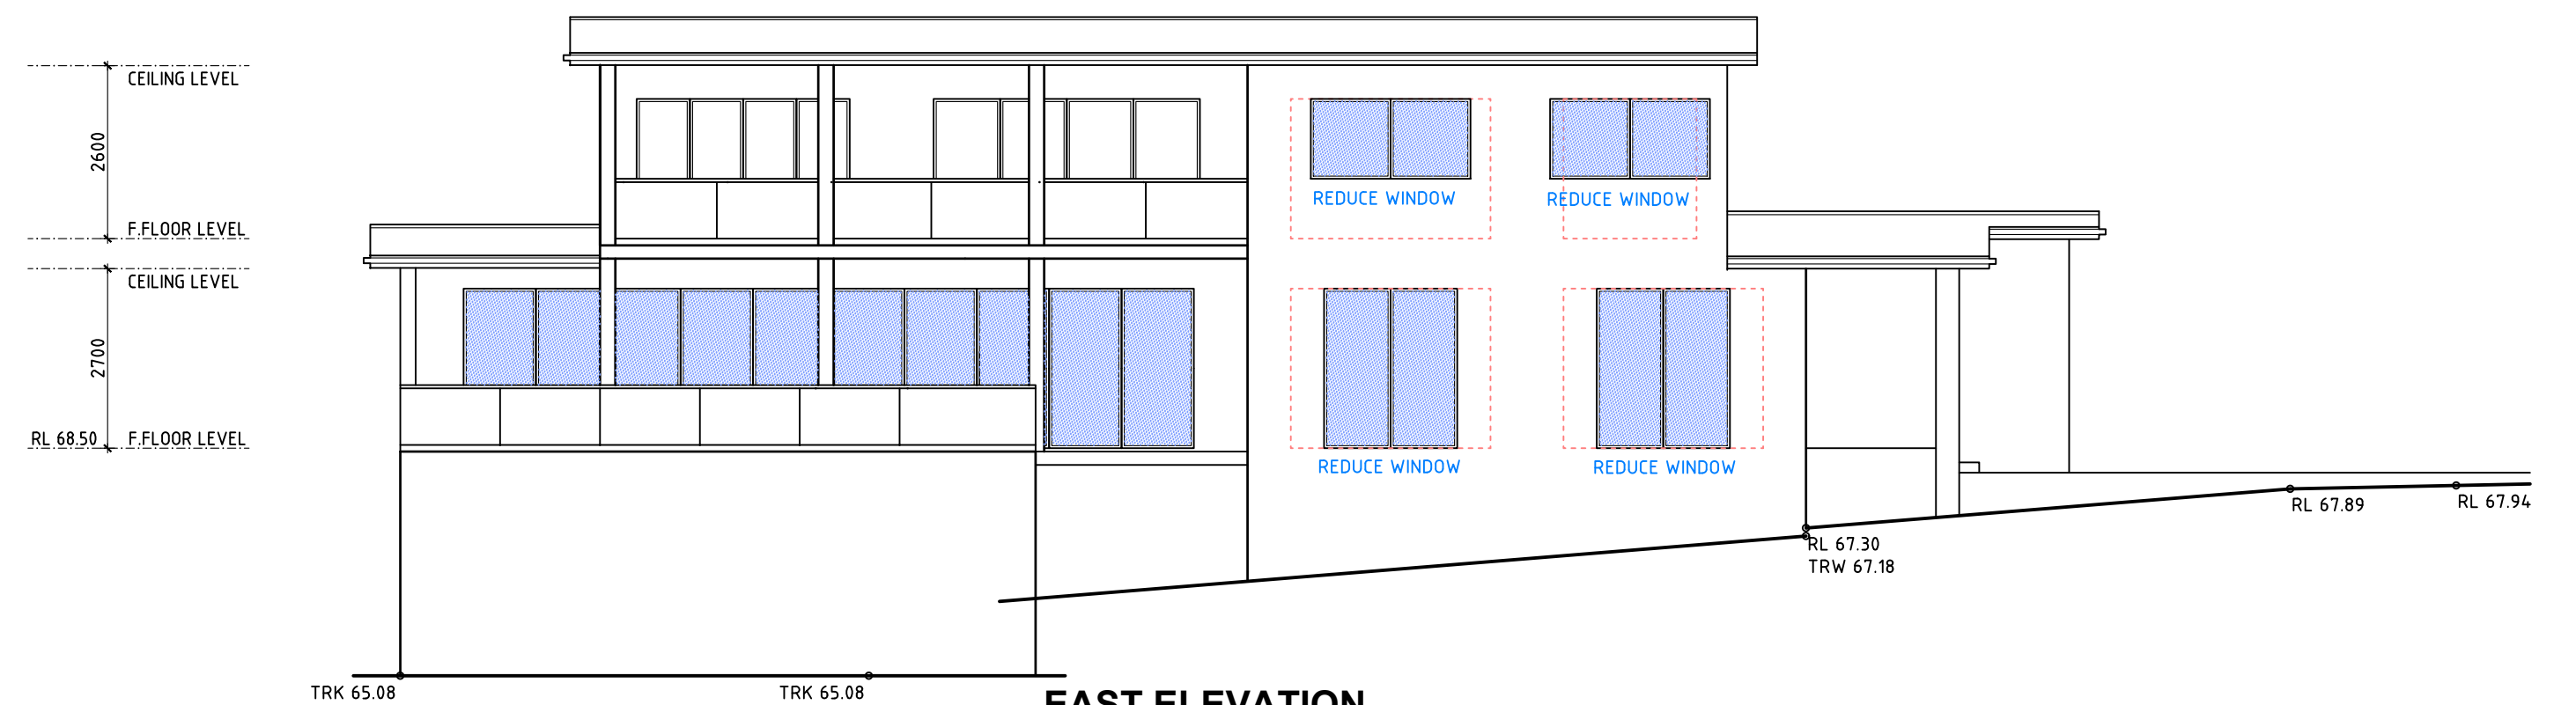 CEILING LEVEL
2600
F.FLOOR LEVEL
CEILING LEVEL
2700
RL 68.50 F.FLOOR LEVEL
REDUCE WINDOW
REDUCE WINDOW
REDUCE WINDOW
REDUCE WINDOW
RL 67.89
RL 67.94
RL 67.30
TRW 67.18
TRK 65.08
TRK 65.08
EAST ELEVATION